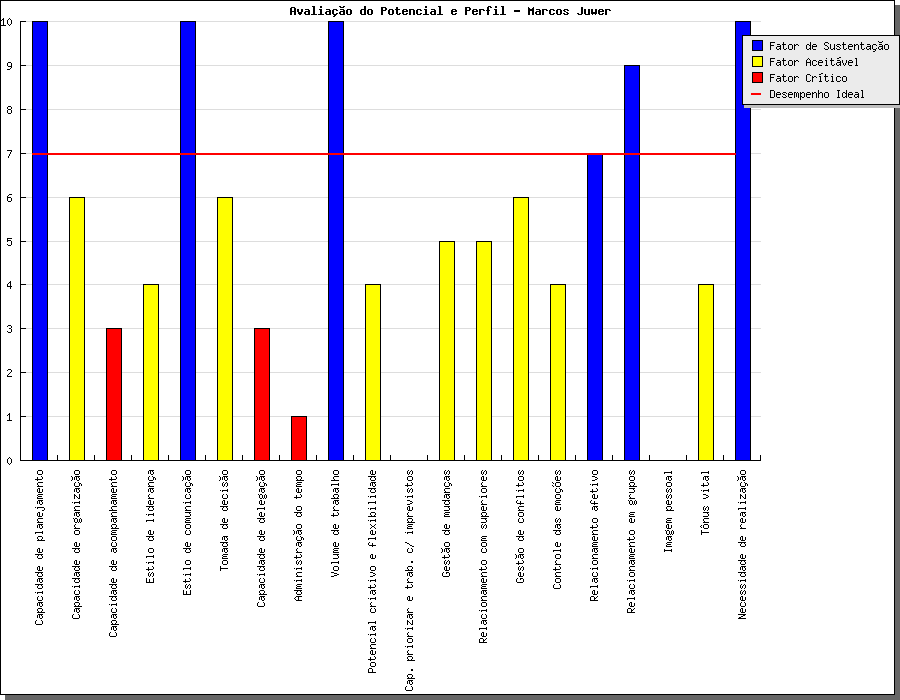 Avaliação do Potencial e Perfil - Marcos Juwer
10
9
8
7
6
5
4
3
2
1
0
Fator de Sustentação
Fator Aceitável
Fator Crítico
Desempenho Ideal
Capacidade de planejamento
Capacidade de organização
Capacidade de acompanhamento
Estilo de liderança
Estilo de comunicação
Tomada de decisão
Capacidade de delegação
Administração do tempo
Volume de trabalho
Potencial criativo e flexibilidade
Cap. priorizar e trab. c/ imprevistos
Gestão de mudanças
Relacionamento com superiores
Gestão de conflitos
Controle das emoções
Relacionamento afetivo
Relacionamento em grupos
Imagem pessoal
Tônus vital
Necessidade de realização